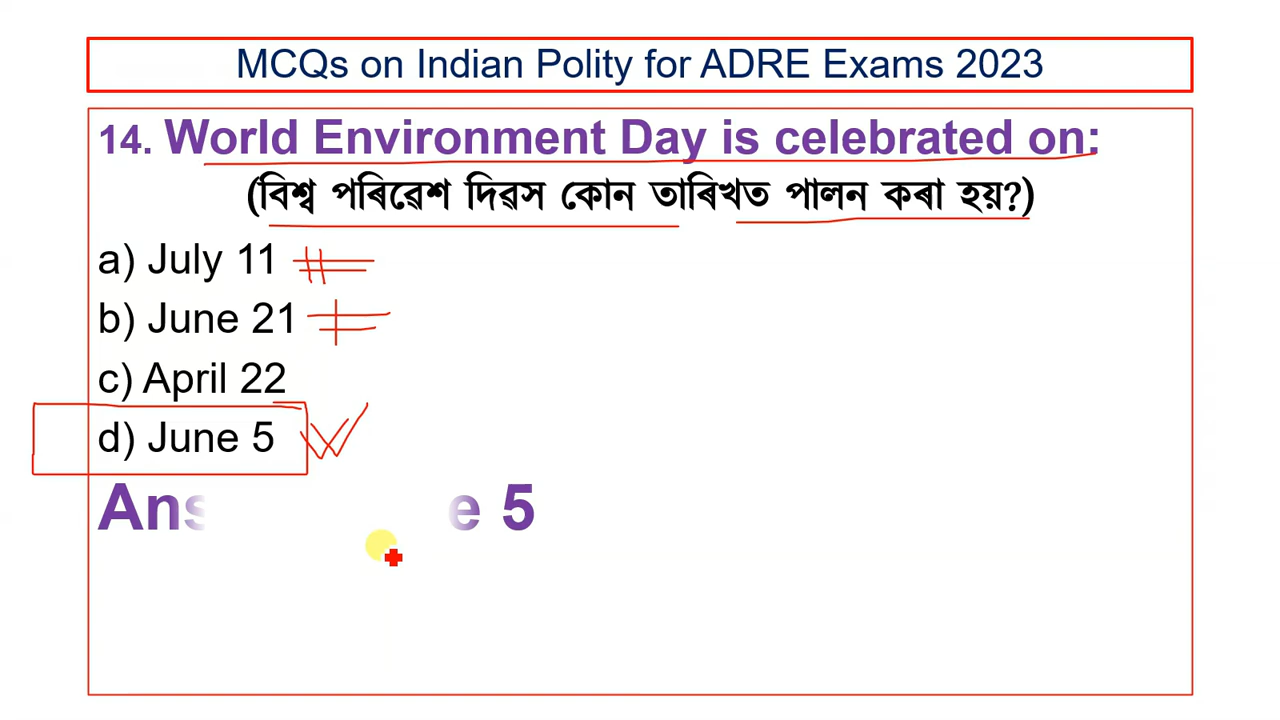 MCQs on Indian Polity for ADRE Exams 2023
14. World Environment Day is celebrated on:
(বিশ্ব পৰিৱেশ দিৱস কোন তাৰিখত পালন কৰা হয়?)
a) July 11
b) June 21
c) April 22
d) June 5
5